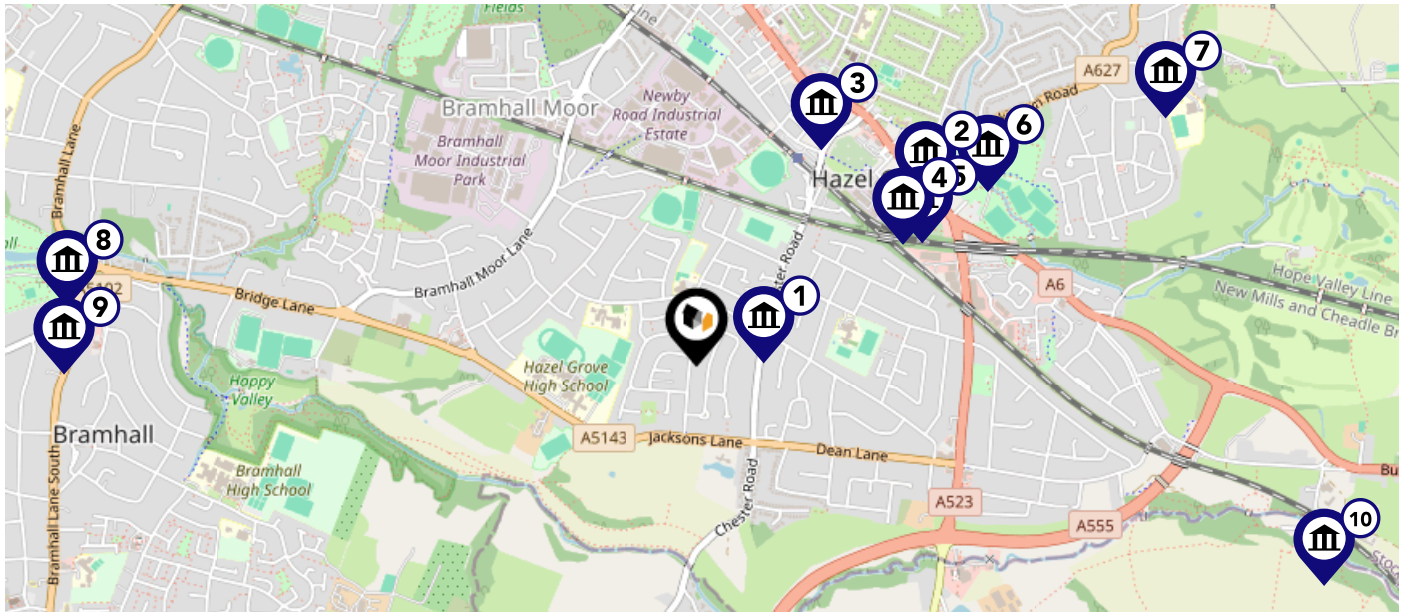 Fields
Line
A627
7
Bramhall Moor
Newby
Road Industrial
Estate
3
Road
2
6
Bramhall
Moor Industrial
Park
Bramhall Lane
Hazel
4
5
8
A5102
9
Bramhall Moor Lane
Chester Road
Hope Valley Line
New Mills and Cheadle
A6
Bridge Lane
1
Hazel Grove
High School
Happy
Valley
Bramhall
A5143
Jacksons Lane
Dean Lane
Bramhall
High School
Bramhall Lane South
Chester Road
A523
A555
10